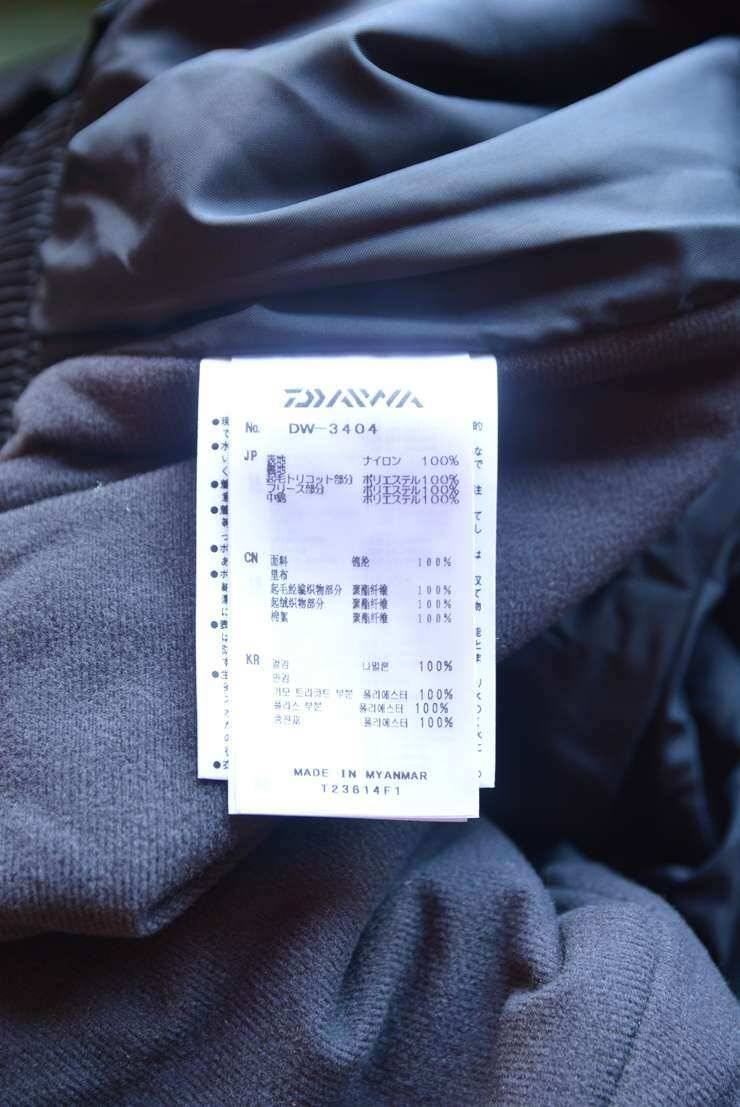 DAIWA
No. DW-3404
JP 表地 ナイロン 100%
裏地
起毛トリコット部分 ポリエステル100%
フリース部分 ポリエステル100%
中綿 ポリエステル100%
CN 面料 锦纶 100%
里布
起毛经编织物部分 聚酯纤维 100%
起绒织物部分 聚酯纤维 100%
棉絮 聚酯纤维 100%
KR 겉감 나일론 100%
안감
기모 트리코트 부분 폴리에스터 100%
플리스 부분 폴리에스터 100%
충전재 폴리에스터 100%
MADE IN MYANMAR
T23614F1